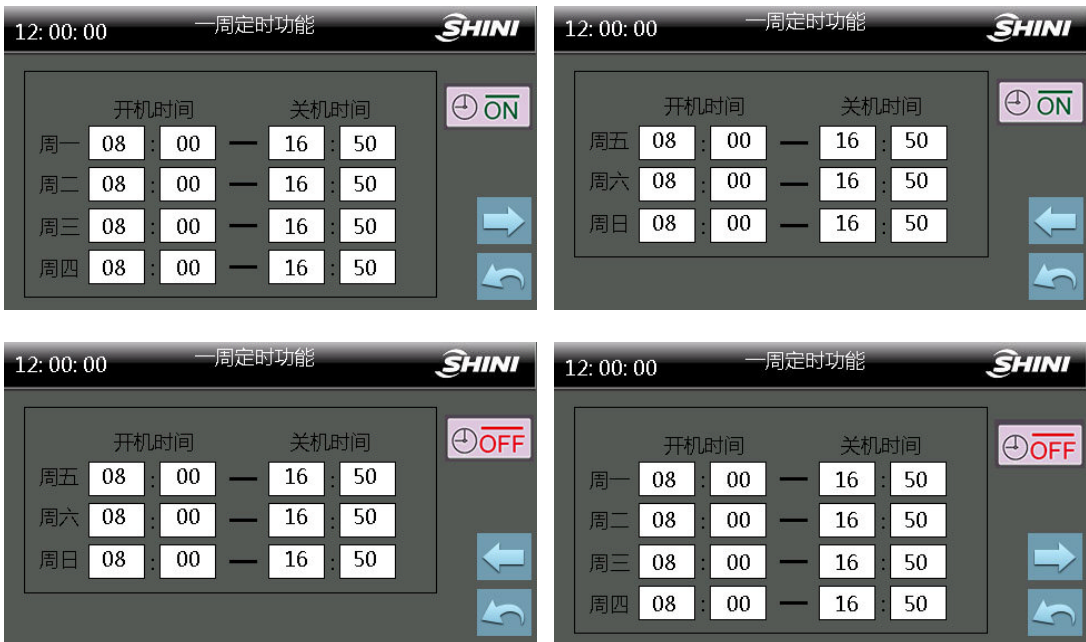 12: 00: 00 一周定时功能 SHINI
开机时间 关机时间 ON
周一 08 : 00 — 16 : 50
周二 08 : 00 — 16 : 50
周三 08 : 00 — 16 : 50
周四 08 : 00 — 16 : 50
12: 00: 00 一周定时功能 SHINI
开机时间 关机时间 ON
周五 08 : 00 — 16 : 50
周六 08 : 00 — 16 : 50
周日 08 : 00 — 16 : 50
12: 00: 00 一周定时功能 SHINI
开机时间 关机时间 OFF
周五 08 : 00 — 16 : 50
周六 08 : 00 — 16 : 50
周日 08 : 00 — 16 : 50
12: 00: 00 一周定时功能 SHINI
开机时间 关机时间 OFF
周一 08 : 00 — 16 : 50
周二 08 : 00 — 16 : 50
周三 08 : 00 — 16 : 50
周四 08 : 00 — 16 : 50